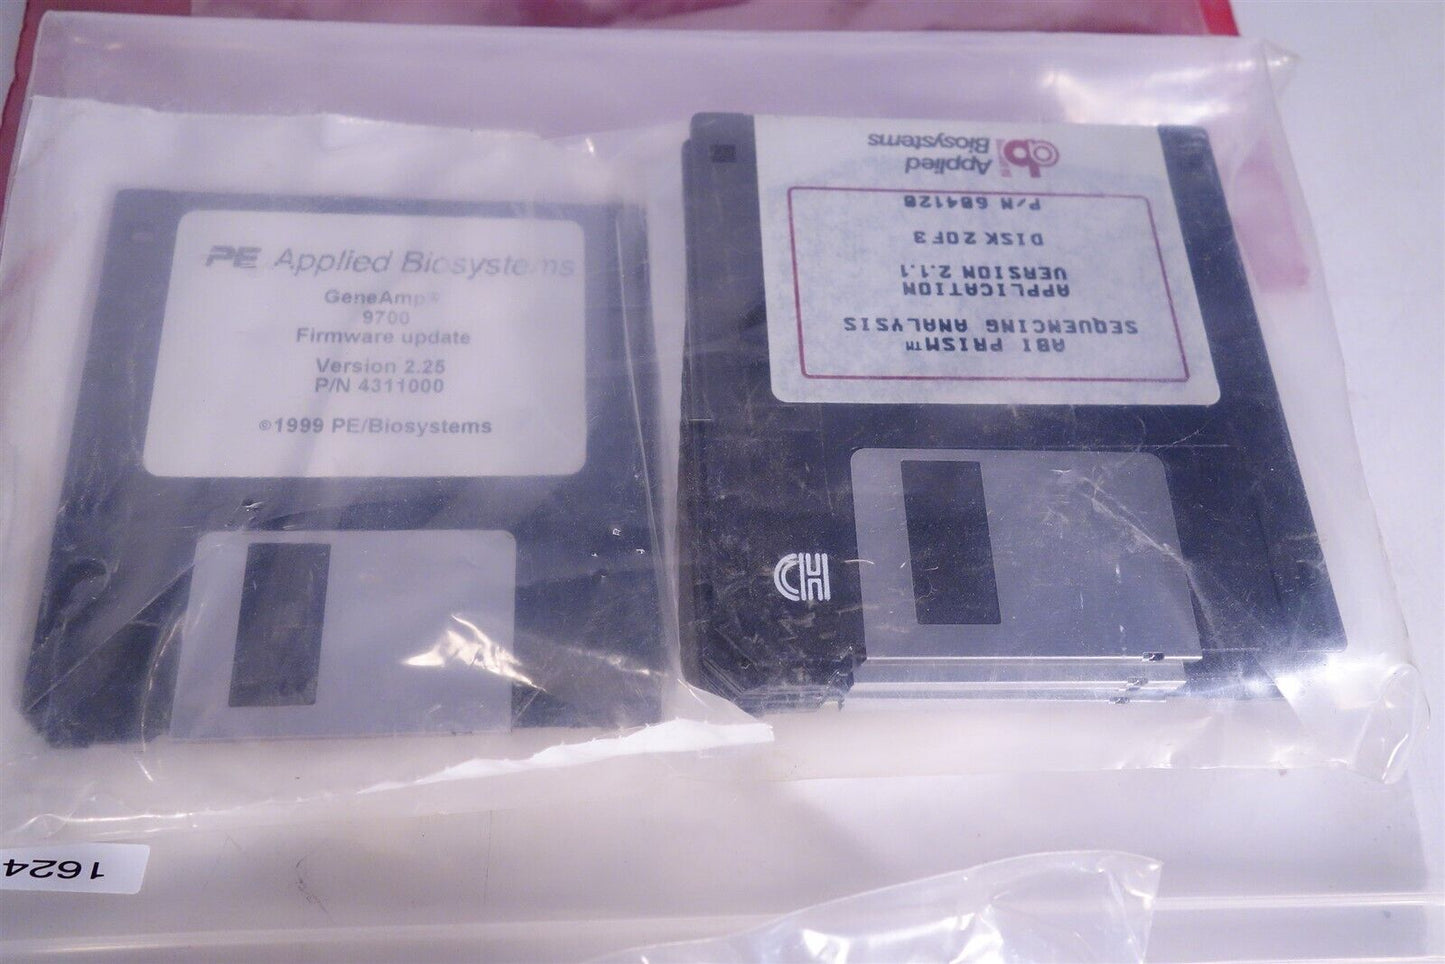 PE Applied Biosystems
GeneAmp®
9700
Firmware update
Version 2.25
P/N 4311000
©1999 PE/Biosystems
ABI PRISM™
SEQUENCING ANALYSIS
APPLICATION
VERSION 2.1.1
DISK 2 OF 3
P/N 604120
Applied
Biosystems
HD
1624